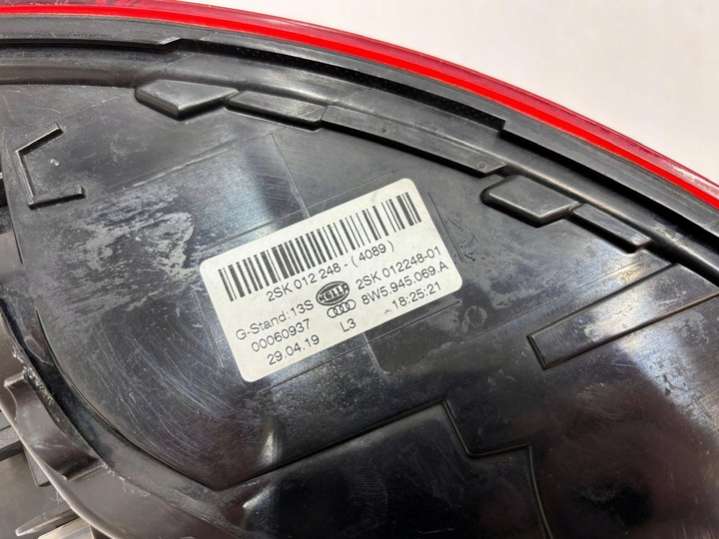 2SK 012 248 - ( 4089 )
G-Stand: 13S HELLA 2SK 012248-01
00060937 8W5.945.069.A
29.04.19 L3 18:25:21